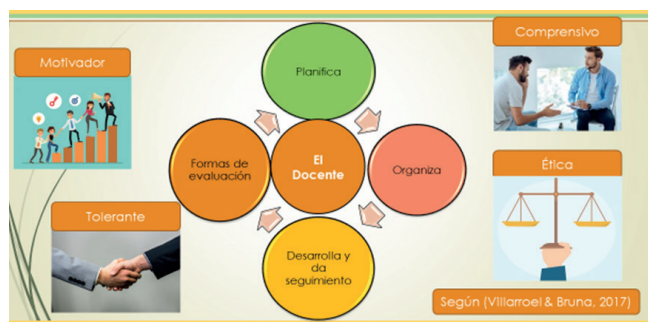 Motivador
Planifica
Comprensivo
Formas de
evaluación
El
Docente
Organiza
Ética
Tolerante
Desarrolla y
da
seguimiento
Según (Villarroel & Bruna, 2017)